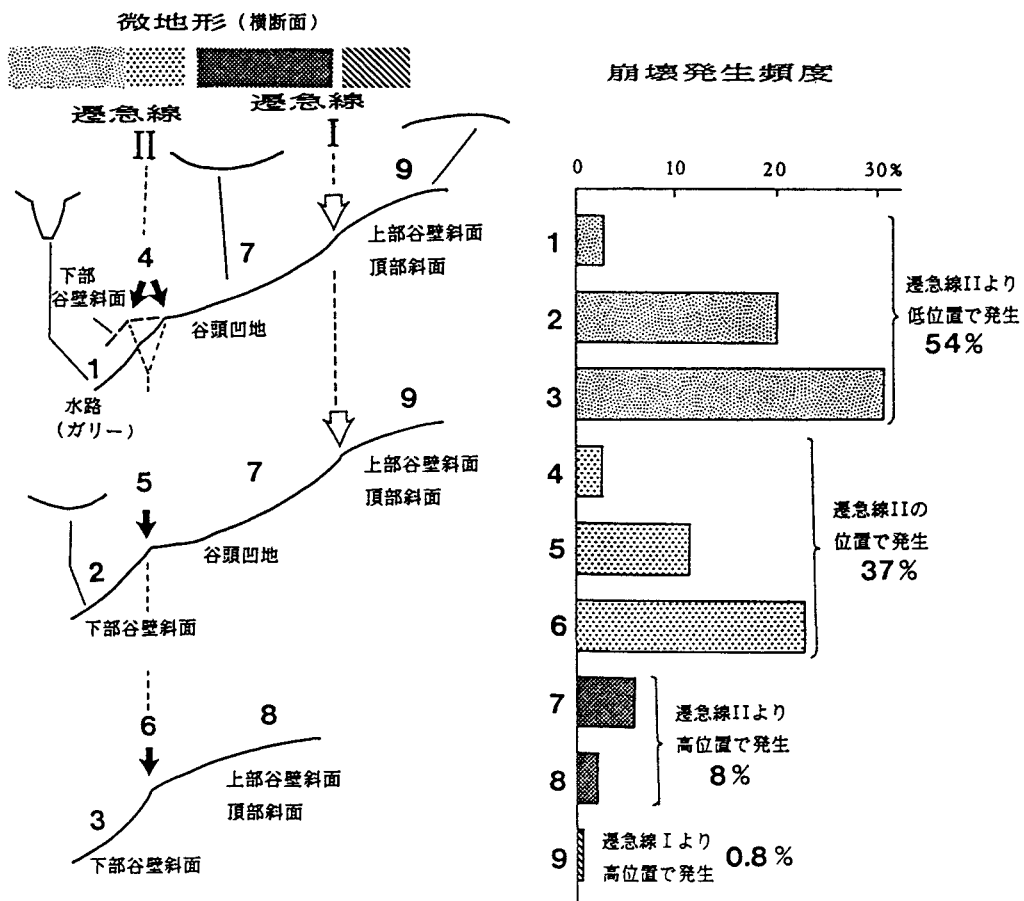 微地形(横断面)
遷急線
II
遷急線
I
9
4
7
下部
谷壁斜面
上部谷壁斜面
頂部斜面
谷頭凹地
1
水路
(ガリー)
9
5
7
上部谷壁斜面
頂部斜面
谷頭凹地
2
下部谷壁斜面
6
8
上部谷壁斜面
頂部斜面
3
下部谷壁斜面
崩壊発生頻度
0 10 20 30%
1
2
3
遷急線IIより
低位置で発生
54%
4
5
6
遷急線IIの
位置で発生
37%
7
8
遷急線IIより
高位置で発生
8%
9
遷急線Iより
高位置で発生
0.8%